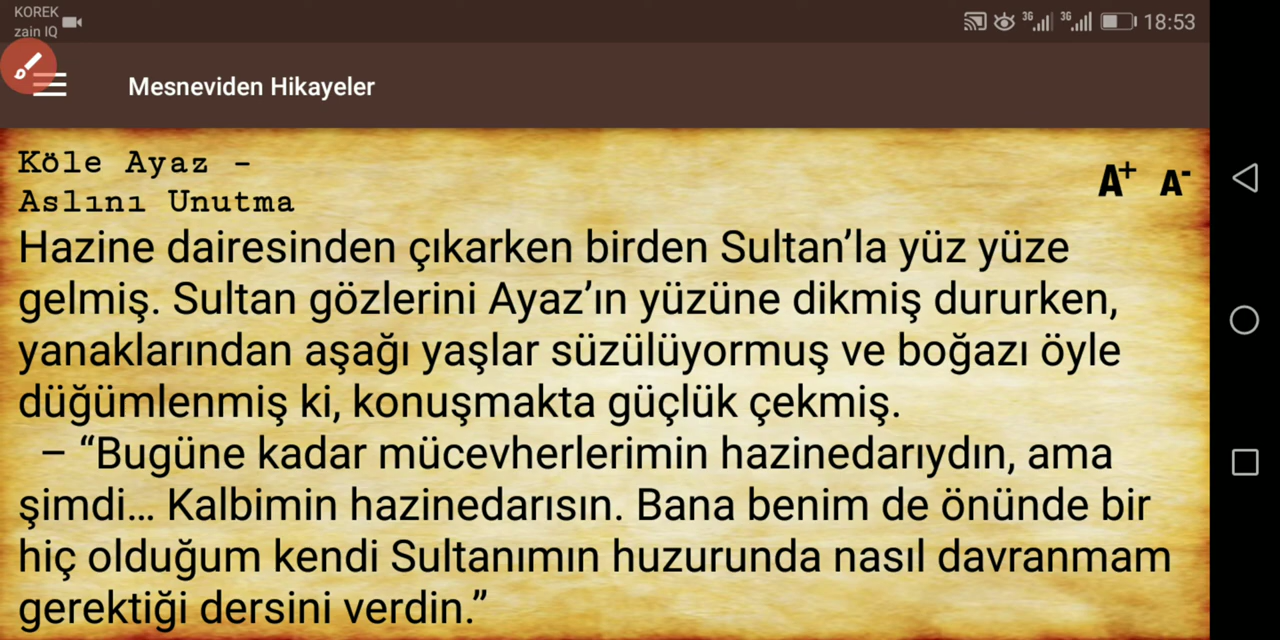 KOREK
zain IQ
3G 3G 18:53
Mesneviden Hikayeler
Köle Ayaz -
Aslını Unutma
A+ A-
Hazine dairesinden çıkarken birden Sultan’la yüz yüze
gelmiş. Sultan gözlerini Ayaz’ın yüzüne dikmiş dururken,
yanaklarından aşağı yaşlar süzülüyormuş ve boğazı öyle
düğümlenmiş ki, konuşmakta güçlük çekmiş.
– “Bugüne kadar mücevherlerimin hazinedarıydın, ama
şimdi... Kalbimin hazinedarısın. Bana benim de önünde bir
hiç olduğum kendi Sultanımın huzurunda nasıl davranmam
gerektiği dersini verdin.”